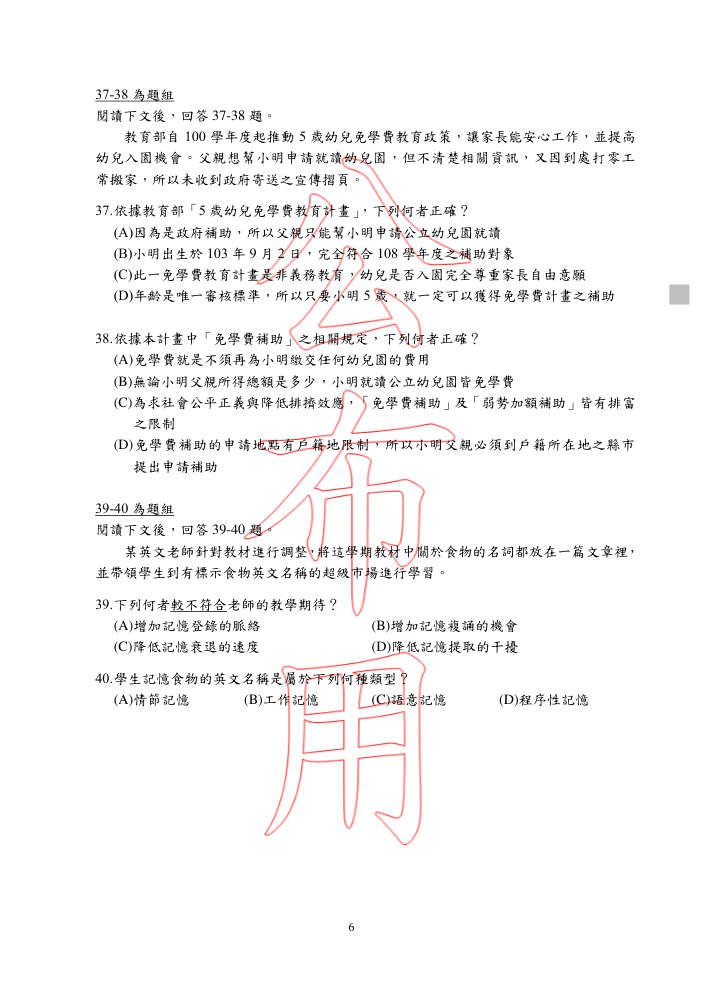 37-38 為題組
閱讀下文後，回答 37-38 題。
教育部自 100 學年度起推動 5 歲幼兒免學費教育政策，讓家長能安心工作，並提高
幼兒入園機會。父親想幫小明申請就讀幼兒園，但不清楚相關資訊，又因到處打零工
常搬家，所以未收到政府寄送之宣傳摺頁。
37.依據教育部「5 歲幼兒免學費教育計畫」，下列何者正確？
(A)因為是政府補助，所以父親只能幫小明申請公立幼兒園就讀
(B)小明出生於 103 年 9 月 2 日，完全符合 108 學年度之補助對象
(C)此一免學費教育計畫是非義務教育，幼兒是否入園完全尊重家長自由意願
(D)年齡是唯一審核標準，所以只要小明 5 歲，就一定可以獲得免學費計畫之補助
38.依據本計畫中「免學費補助」之相關規定，下列何者正確？
(A)免學費就是不須再為小明繳交任何幼兒園的費用
(B)無論小明父親所得總額是多少，小明就讀公立幼兒園皆免學費
(C)為求社會公平正義與降低排擠效應，「免學費補助」及「弱勢加額補助」皆有排富
之限制
(D)免學費補助的申請地點有戶籍地限制，所以小明父親必須到戶籍所在地之縣市
提出申請補助
39-40 為題組
閱讀下文後，回答 39-40 題。
某英文老師針對教材進行調整，將這學期教材中關於食物的名詞都放在一篇文章裡，
並帶領學生到有標示食物英文名稱的超級市場進行學習。
39.下列何者較不符合老師的教學期待？
(A)增加記憶登錄的脈絡 (B)增加記憶複誦的機會
(C)降低記憶衰退的速度 (D)降低記憶提取的干擾
40.學生記憶食物的英文名稱是屬於下列何種類型？
(A)情節記憶 (B)工作記憶 (C)語意記憶 (D)程序性記憶
公布用
6